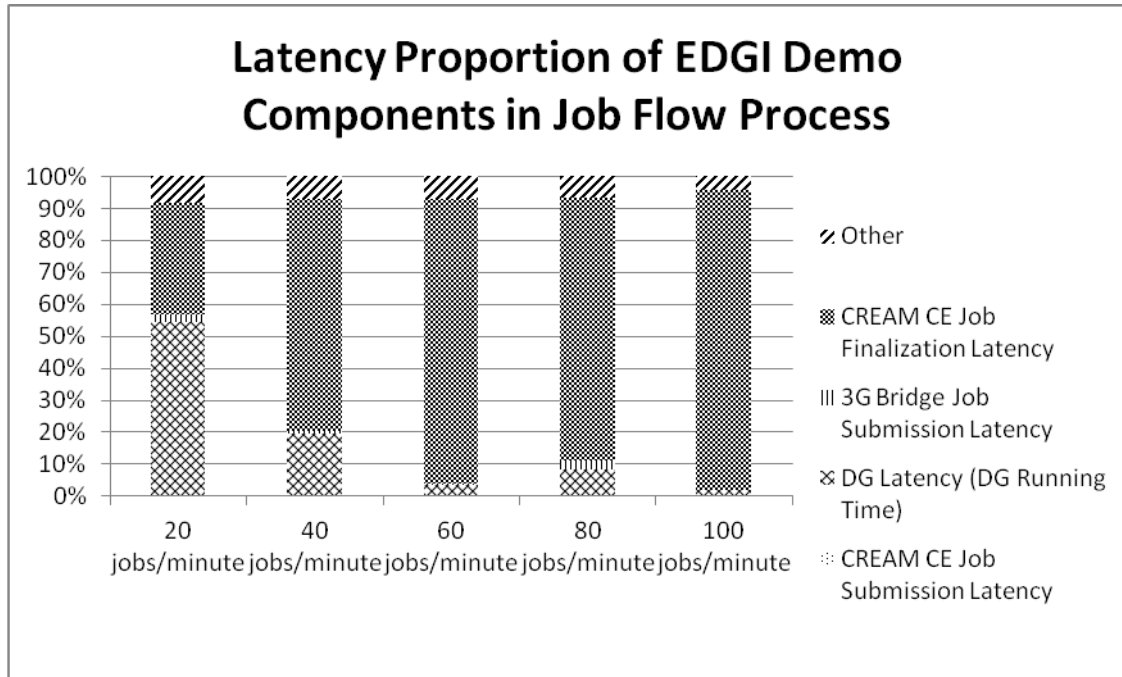 Latency Proportion of EDGI Demo
Components in Job Flow Process
100%
90%
80%
70%
60%
50%
40%
30%
20%
10%
0%
20
jobs/minute
40
jobs/minute
60
jobs/minute
80
jobs/minute
100
jobs/minute
Other
CREAM CE Job
Finalization Latency
3G Bridge Job
Submission Latency
DG Latency (DG Running
Time)
CREAM CE Job
Submission Latency